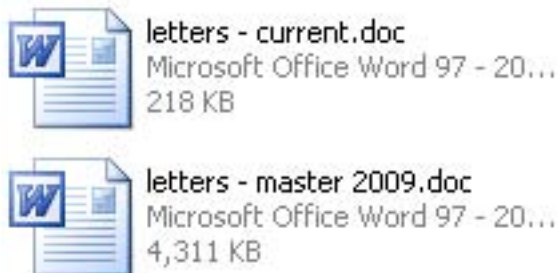 letters - current.doc
Microsoft Office Word 97 - 20...
218 KB
letters - master 2009.doc
Microsoft Office Word 97 - 20...
4,311 KB